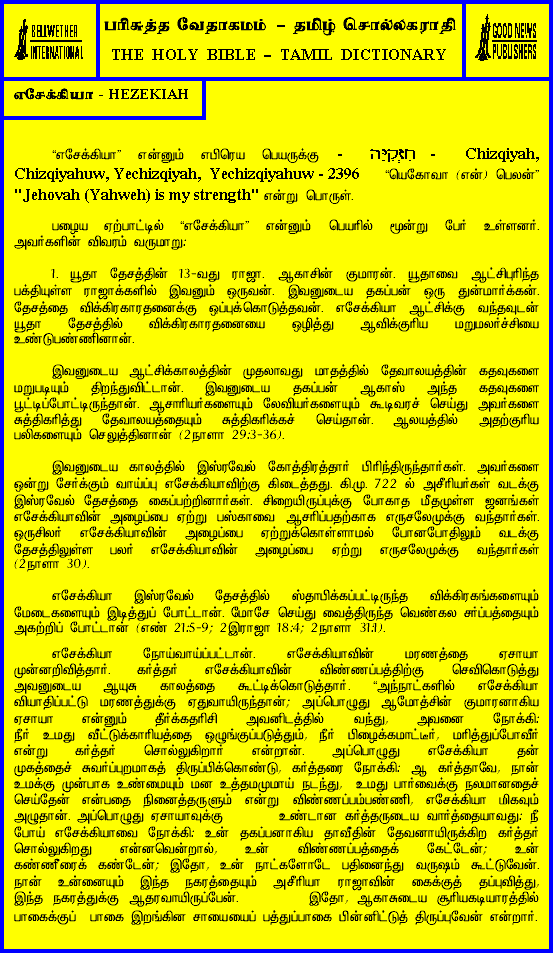 BELLWETHER
INTERNATIONAL
பரிசுத்த வேதாகமம் – தமிழ் சொல்லகராதி
THE HOLY BIBLE – TAMIL DICTIONARY
GOOD NEWS
PUBLISHERS
எசேக்கியா - HEZEKIAH
“எசேக்கியா” என்னும் எபிரெய பெயருக்கு - חִזְקִיָּה - Chizqiyah,
Chizqiyahuw, Yechizqiyah, Yechizqiyahuw - 2396 “யெகோவா (என்) பெலன்”
"Jehovah (Yahweh) is my strength" என்று பொருள்.
பழைய ஏற்பாட்டில் “எசேக்கியா” என்னும் பெயரில் மூன்று பேர் உள்ளனர்.
அவர்களின் விவரம் வருமாறு:
1. யூதா தேசத்தின் 13-வது ராஜா. ஆகாசின் குமாரன். யூதாவை ஆட்சிபுரிந்த
பக்தியுள்ள ராஜாக்களில் இவனும் ஒருவன். இவனுடைய தகப்பன் ஒரு துன்மார்க்கன்.
தேசத்தை விக்கிரகாரதனைக்கு ஒப்புக்கொடுத்தவன். எசேக்கியா ஆட்சிக்கு வந்தவுடன்
யூதா தேசத்தில் விக்கிரகாரதனையை ஒழித்து ஆவிக்குரிய மறுமலர்ச்சியை
உண்டுபண்ணினான்.
இவனுடைய ஆட்சிக்காலத்தின் முதலாவது மாதத்தில் தேவாலயத்தின் கதவுகளை
மறுபடியும் திறந்துவிட்டான். இவனுடைய தகப்பன் ஆகாஸ் அந்த கதவுகளை
பூட்டிப்போட்டிருந்தான். ஆசாரியர்களையும் லேவியர்களையும் கூடிவரச் செய்து அவர்களை
சுத்திகரித்து தேவாலயத்தையும் சுத்திகரிக்கச் செய்தான். ஆலயத்தில் அதற்குரிய
பலிகளையும் செலுத்தினான் (2நாளா 29:3-36).
இவனுடைய காலத்தில் இஸ்ரவேல் கோத்திரத்தார் பிரிந்திருந்தார்கள். அவர்களை
ஒன்று சேர்க்கும் வாய்ப்பு எசேக்கியாவிற்கு கிடைத்தது. கி.மு. 722 ல் அசீரியர்கள் வடக்கு
இஸ்ரவேல் தேசத்தை கைப்பற்றினார்கள். சிறையிருப்புக்கு போகாத மீதமுள்ள ஜனங்கள்
எசேக்கியாவின் அழைப்பை ஏற்று பஸ்காவை ஆசரிப்பதற்காக எருசலேமுக்கு வந்தார்கள்.
ஒருசிலர் எசேக்கியாவின் அழைப்பை ஏற்றுக்கொள்ளாமல் போனபோதிலும் வடக்கு
தேசத்திலுள்ள பலர் எசேக்கியாவின் அழைப்பை ஏற்று எருசலேமுக்கு வந்தார்கள்
(2நாளா 30).
எசேக்கியா இஸ்ரவேல் தேசத்தில் ஸ்தாபிக்கப்பட்டிருந்த விக்கிரகங்களையும்
மேடைகளையும் இடித்துப் போட்டான். மோசே செய்து வைத்திருந்த வெண்கல சர்ப்பத்தையும்
அகற்றிப் போட்டான் (எண் 21:5-9; 2இராஜா 18:4; 2நாளா 31:1).
எசேக்கியா நோய்வாய்ப்பட்டான். எசேக்கியாவின் மரணத்தை ஏசாயா
முன்னறிவித்தார். கர்த்தர் எசேக்கியாவின் விண்ணப்பத்திற்கு செவிகொடுத்து
அவனுடைய ஆயுசு காலத்தை கூட்டிக்கொடுத்தார். “அந்நாட்களில் எசேக்கியா
வியாதிப்பட்டு மரணத்துக்கு ஏதுவாயிருந்தான்; அப்பொழுது ஆமோத்சின் குமாரனாகிய
ஏசாயா என்னும் தீர்க்கதரிசி அவனிடத்தில் வந்து, அவனை நோக்கி:
நீர் உமது வீட்டுக்காரியத்தை ஒழுங்குப்படுத்தும், நீர் பிழைக்கமாட்டீர், மரித்துப்போவீர்
என்று கர்த்தர் சொல்லுகிறார் என்றான். அப்பொழுது எசேக்கியா தன்
முகத்தைச் சுவர்ப்புறமாகத் திருப்பிக்கொண்டு, கர்த்தரை நோக்கி: ஆ கர்த்தாவே, நான்
உமக்கு முன்பாக உண்மையும் மன உத்தமமுமாய் நடந்து, உமது பார்வைக்கு நலமானதைச்
செய்தேன் என்பதை நினைத்தருளும் என்று விண்ணப்பம்பண்ணி, எசேக்கியா மிகவும்
அழுதான். அப்பொழுது ஏசாயாவுக்கு உண்டான கர்த்தருடைய வார்த்தையாவது: நீ
போய் எசேக்கியாவை நோக்கி: உன் தகப்பனாகிய தாவீதின் தேவனாயிருக்கிற கர்த்தர்
சொல்லுகிறது என்னவென்றால், உன் விண்ணப்பத்தைக் கேட்டேன்; உன்
கண்ணீரைக் கண்டேன்; இதோ, உன் நாட்களோடே பதினைந்து வருஷம் கூட்டுவேன்.
நான் உன்னையும் இந்த நகரத்தையும் அசீரியா ராஜாவின் கைக்குத் தப்புவித்து,
இந்த நகரத்துக்கு ஆதரவாயிருப்பேன். இதோ, ஆகாசுடைய சூரியகடியாரத்தில்
பாகைக்குப் பாகை இறங்கின சாயையைப் பத்துப்பாகை பின்னிட்டுத் திருப்புவேன் என்றார்.